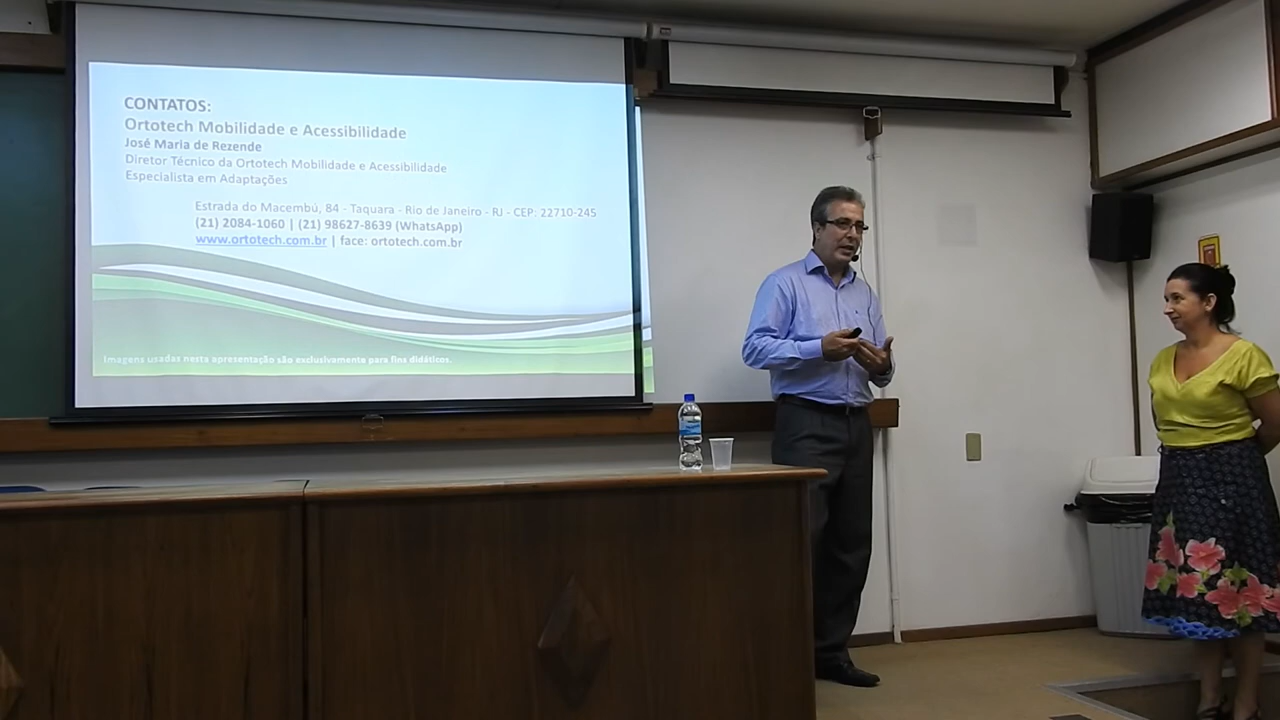 CONTATOS:
Ortotech Mobilidade e Acessibilidade
José Maria de Rezende
Diretor Técnico da Ortotech Mobilidade e Acessibilidade
Especialista em Adaptações
Estrada do Macembú, 84 - Taquara - Rio de Janeiro - RJ - CEP: 22710-245
(21) 2084-1060 | (21) 98627-8639 (WhatsApp)
www.ortotech.com.br | face: ortotech.com.br
Imagens usadas nesta apresentação são exclusivamente para fins didáticos.